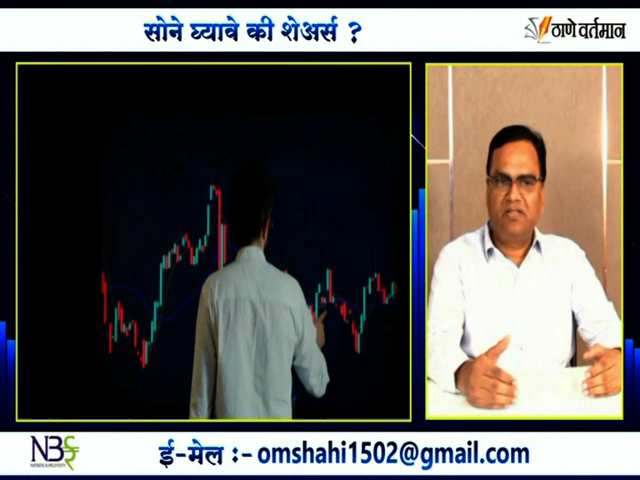 सोने घ्यावे की शेअर्स ?
ठाणे वर्तमान
NBS
ई-मेल :- omshahi1502@gmail.com